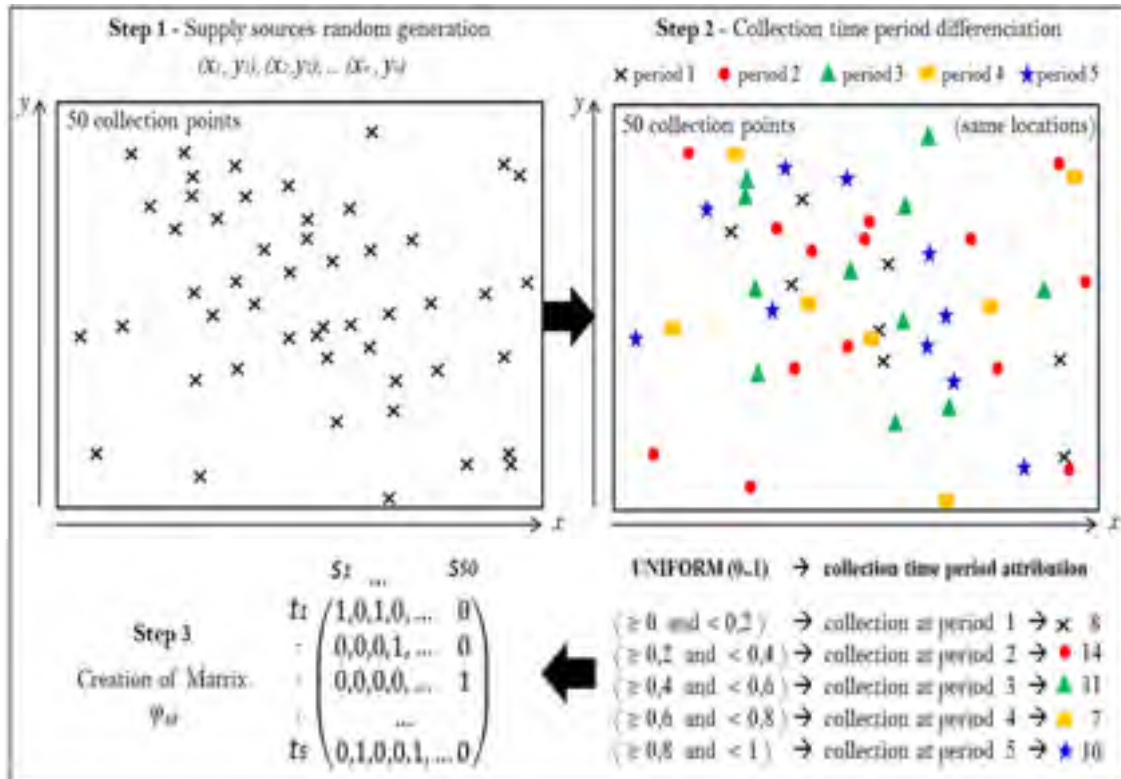 Step 1 - Supply sources random generation
(x1, y1), (x2,y2), ... (xn, yn)
y
50 collection points
x
Step 2 - Collection time period differenciation
period 1 period 2 period 3 period 4 period 5
y
50 collection points (same locations)
x
UNIFORM (0..1) → collection time period attribution
( ≥ 0 and < 0,2 ) → collection at period 1 → × 8
( ≥ 0,2 and < 0,4 ) → collection at period 2 → 14
( ≥ 0,4 and < 0,6 ) → collection at period 3 → 11
( ≥ 0,6 and < 0,8 ) → collection at period 4 → 7
( ≥ 0,8 and < 1 ) → collection at period 5 → 10
Step 3
Creation of Matrix
S1 ... S50
t1 1,0,1,0,... 0
0,0,0,1,... 0
0,0,0,0,... 1
...
t5 0,1,0,0,1,...0